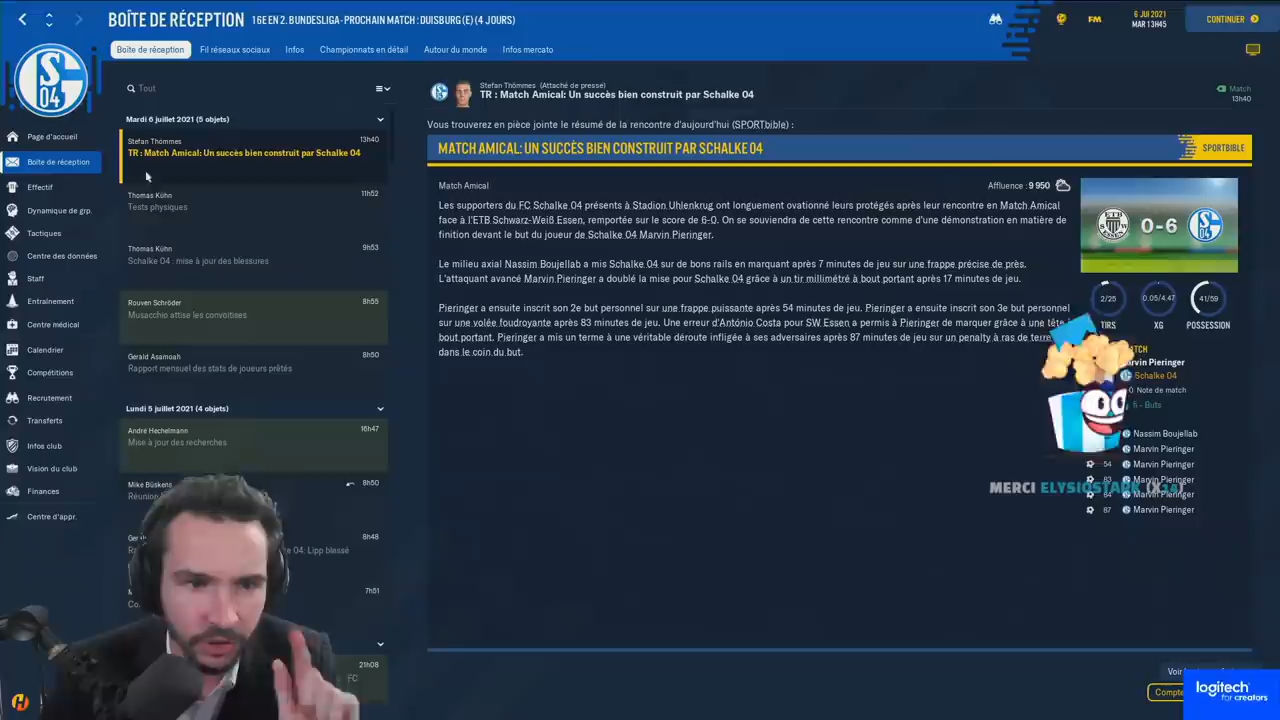 BOÎTE DE RÉCEPTION
16E EN 2. BUNDESLIGA - PROCHAIN MATCH : DUISBURG (E) (4 JOURS)
FM
6 JUI 2021
MAR 13H45
CONTINUER
Boîte de réception
Fil réseaux sociaux
Infos
Championnats en détail
Autour du monde
Infos mercato
S
04
Page d'accueil
Boîte de réception
Effectif
Dynamique de grp.
Tactiques
Centre des données
Staff
Entraînement
Centre médical
Calendrier
Compétitions
Recrutement
Transferts
Infos club
Vision du club
Finances
Centre d'appr.
Tout
Mardi 6 juillet 2021 (5 objets)
Stefan Thömmes
13h40
TR : Match Amical: Un succès bien construit par Schalke 04
Thomas Kühn
11h52
Tests physiques
Thomas Kühn
9h53
Schalke 04 : mise à jour des blessures
Rouven Schröder
8h55
Musacchio attise les convoitises
Gerald Asamoah
8h50
Rapport mensuel des stats de joueurs prêtés
Lundi 5 juillet 2021 (4 objets)
André Hechelmann
16h47
Mise à jour des recherches
Mike Büskens
8h50
8h48
04: Lipp blessé
7h51
21h08
FC
Stefan Thömmes (Attaché de presse)
TR : Match Amical: Un succès bien construit par Schalke 04
Match
13h40
Vous trouverez en pièce jointe le résumé de la rencontre d'aujourd'hui (SPORTbible) :
MATCH AMICAL: UN SUCCÈS BIEN CONSTRUIT PAR SCHALKE 04
SPORTBIBLE
Match Amical
Affluence : 9 950
Les supporters du FC Schalke 04 présents à Stadion Uhlenkrug ont longuement ovationné leurs protégés après leur rencontre en Match Amical
face à l'ETB Schwarz-Weiß Essen, remportée sur le score de 6-0. On se souviendra de cette rencontre comme d'une démonstration en matière de
finition devant le but du joueur de Schalke 04 Marvin Pieringer.
Le milieu axial Nassim Boujellab a mis Schalke 04 sur de bons rails en marquant après 7 minutes de jeu sur une frappe précise de près.
L'attaquant avancé Marvin Pieringer a doublé la mise pour Schalke 04 grâce à un tir millimétré à bout portant après 17 minutes de jeu.
Pieringer a ensuite inscrit son 2e but personnel sur une frappe puissante après 54 minutes de jeu. Pieringer a ensuite inscrit son 3e but personnel
sur une volée foudroyante après 83 minutes de jeu. Une erreur d'António Costa pour SW Essen a permis à Pieringer de marquer grâce à une tête
bout portant. Pieringer a mis un terme à une véritable déroute infligée à ses adversaires après 87 minutes de jeu sur un penalty à ras de terre
dans le coin du but.
0-6
2/25
0,05/4,47
41/59
TIRS
XG
POSSESSION
Pieringer
Schalke 04
Note de match
Buts
Nassim Boujellab
Marvin Pieringer
54 Marvin Pieringer
83 Marvin Pieringer
84 Marvin Pieringer
87 Marvin Pieringer
MERCI ELYSIOSTARK
logitech
for creators